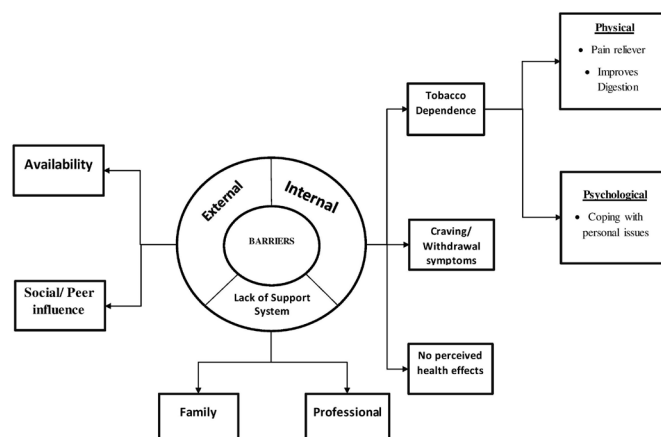 Physical
• Pain reliever
• Improves
Digestion
Tobacco
Dependence
Availability
External
Internal
Psychological
• Coping with
personal issues
BARRIERS
Craving/
Withdrawal
symptoms
Social/ Peer
influence
Lack of Support
System
No perceived
health effects
Family
Professional